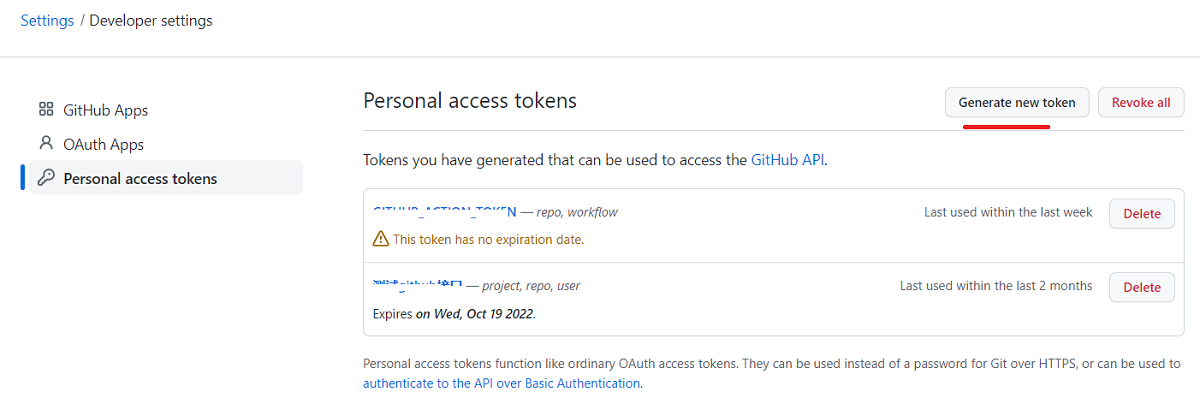 Settings / Developer settings
GitHub Apps
OAuth Apps
Personal access tokens
Personal access tokens
Generate new token
Revoke all
Tokens you have generated that can be used to access the GitHub API.
GITHUB_ACTION_TOKEN — repo, workflow
Last used within the last week
Delete
This token has no expiration date.
— project, repo, user
Last used within the last 2 months
Delete
Expires on Wed, Oct 19 2022.
Personal access tokens function like ordinary OAuth access tokens. They can be used instead of a password for Git over HTTPS, or can be used to
authenticate to the API over Basic Authentication.